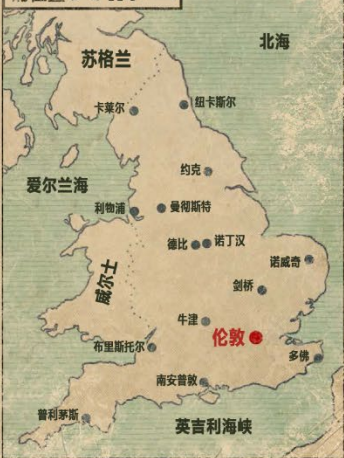 北海
苏格兰
纽卡斯尔
卡莱尔
约克
爱尔兰海
利物浦
曼彻斯特
德比
诺丁汉
诺威奇
威尔士
剑桥
牛津
伦敦
布里斯托尔
多佛
南安普敦
普利茅斯
英吉利海峡